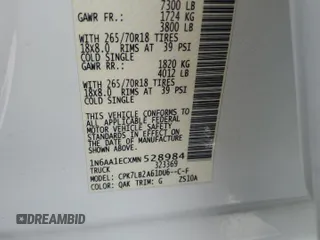 7300 LB
GAWR FR.: 1724 KG
3800 LB
WITH 265/70R18 TIRES
18x8.0 RIMS AT 39 PSI
COLD SINGLE
GAWR RR.: 1820 KG
4012 LB
WITH 265/70R18 TIRES
18x8.0 RIMS AT 39 PSI
COLD SINGLE
THIS VEHICLE CONFORMS TO ALL
APPLICABLE FEDERAL MOTOR
VEHICLE SAFETY STANDARDS IN
EFFECT ON THE DATE OF
MANUFACTURE SHOWN ABOVE.
1N6AA1ECXMN528984
323369
MODEL: CPK7LB2A61DU6--C-F
COLOR: QAK TRIM: G ZS10A